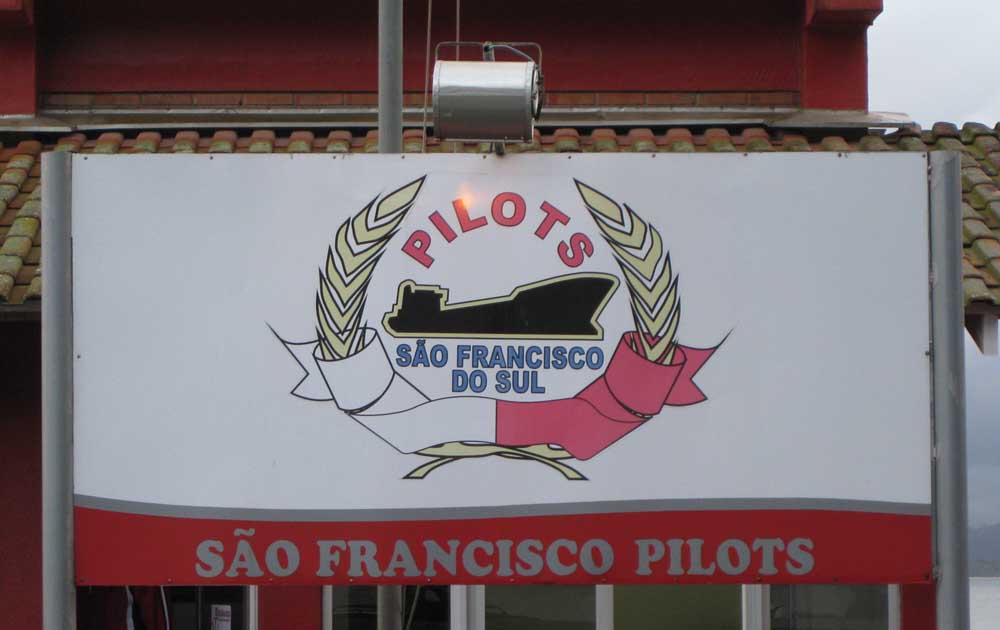 PILOTS
SÃO FRANCISCO
DO SUL
SÃO FRANCISCO PILOTS